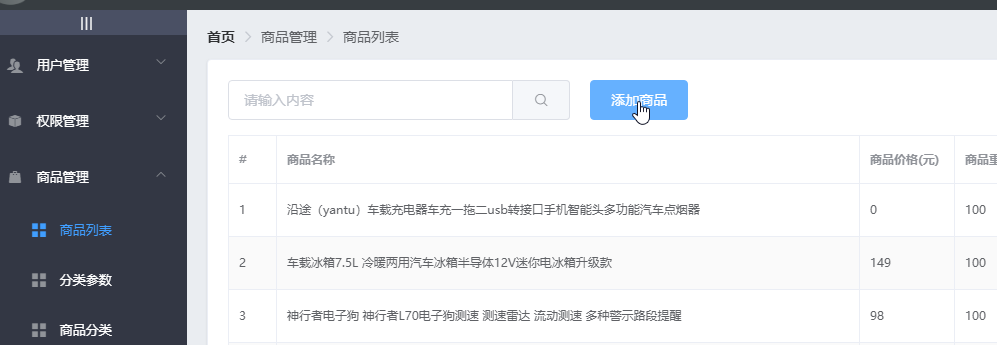 |||
首页 > 商品管理 > 商品列表
用户管理
权限管理
商品管理
商品列表
分类参数
商品分类
请输入内容
添加商品
# 商品名称 商品价格(元)
1 沿途（yantu）车载充电器车充一拖二usb转接口手机智能头多功能汽车点烟器 0 100
2 车载冰箱7.5L 冷暖两用汽车冰箱半导体12V迷你电冰箱升级款 149 100
3 神行者电子狗 神行者L70电子狗测速 测速雷达 流动测速 多种警示路段提醒 98 100